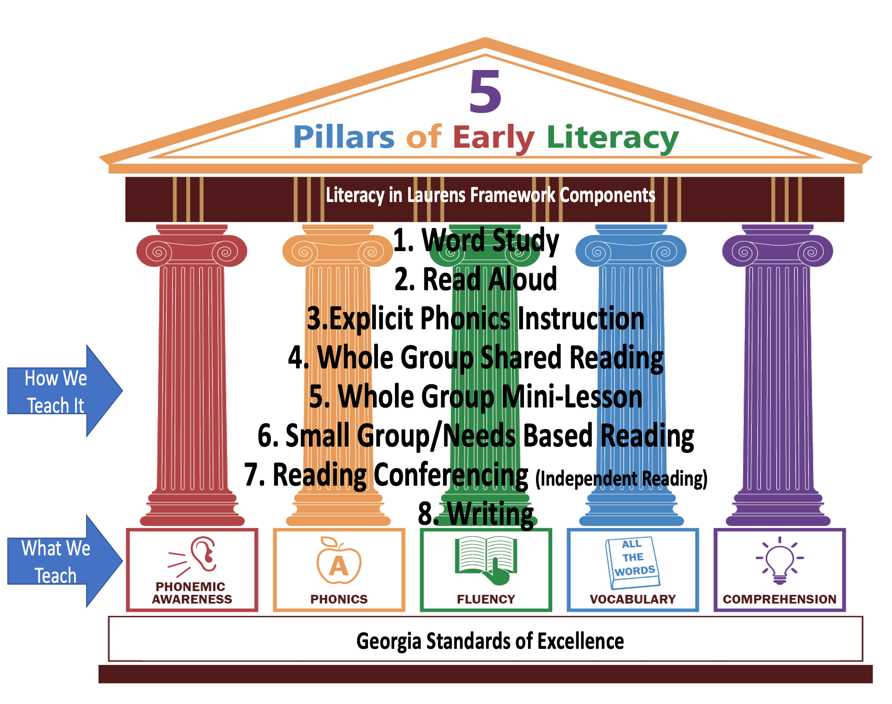 5
Pillars of Early Literacy
Literacy in Laurens Framework Components
1. Word Study
2. Read Aloud
3.Explicit Phonics Instruction
4. Whole Group Shared Reading
5. Whole Group Mini-Lesson
6. Small Group/Needs Based Reading
7. Reading Conferencing (Independent Reading)
8. Writing
How We
Teach It
What We
Teach
PHONEMIC
AWARENESS
A
PHONICS
FLUENCY
ALL
THE
WORDS
VOCABULARY
COMPREHENSION
Georgia Standards of Excellence